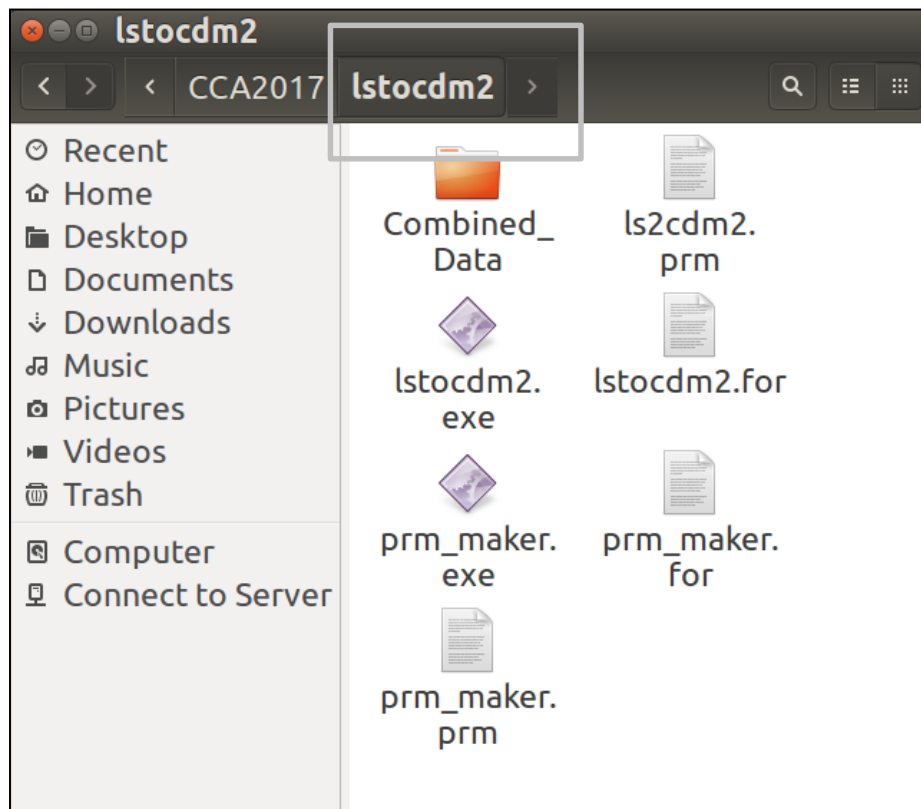 lstocdm2
CCA2017 lstocdm2
Recent
Home
Desktop
Documents
Downloads
Music
Pictures
Videos
Trash
Computer
Connect to Server
Combined_
Data
ls2cdm2.
prm
lstocdm2.
exe
lstocdm2.for
prm_maker.
exe
prm_maker.
for
prm_maker.
prm